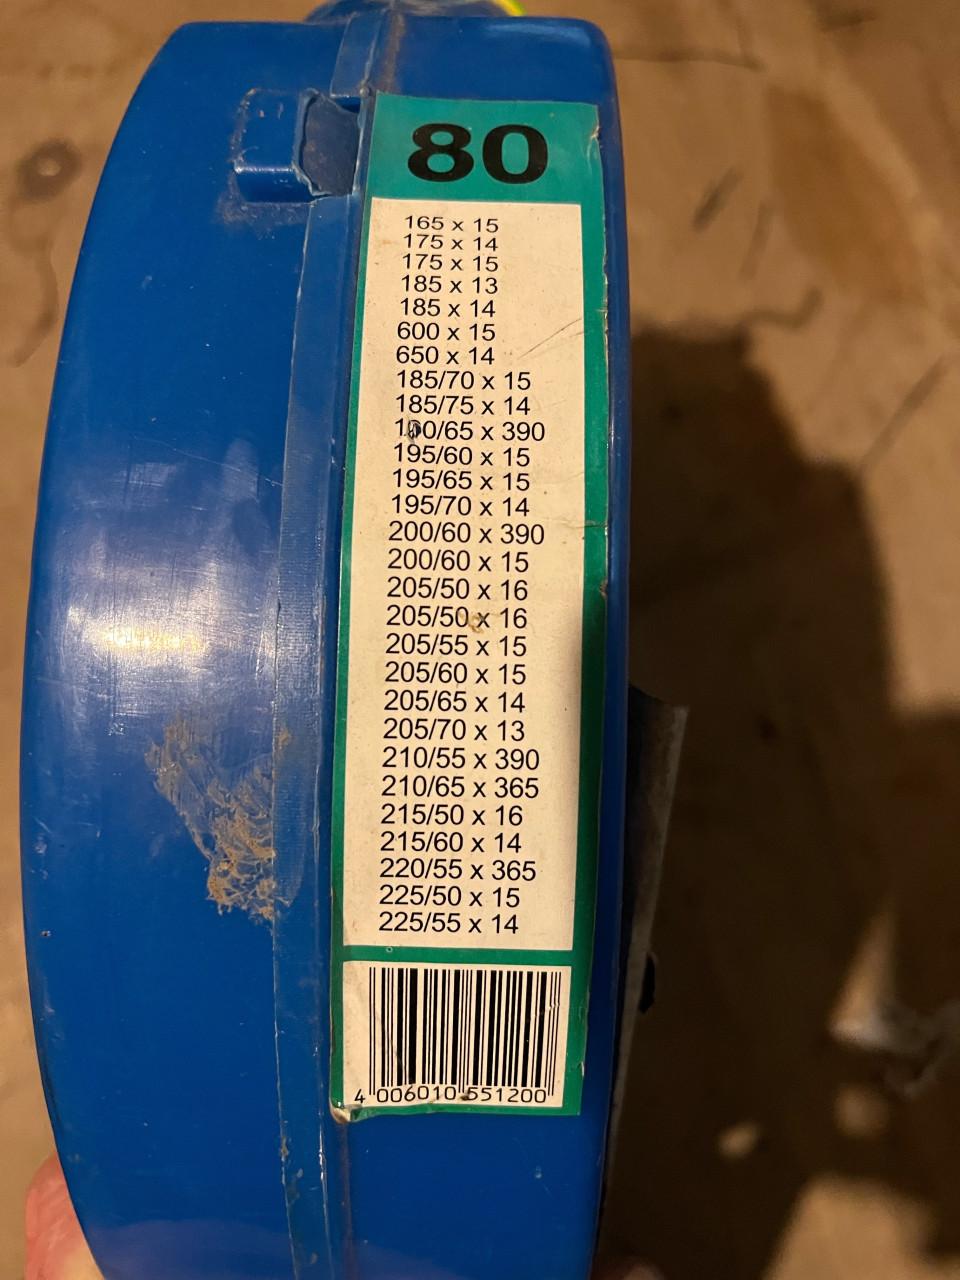 80
165 x 15
175 x 14
175 x 15
185 x 13
185 x 14
600 x 15
650 x 14
185/70 x 15
185/75 x 14
190/65 x 390
195/60 x 15
195/65 x 15
195/70 x 14
200/60 x 390
200/60 x 15
205/50 x 16
205/50 x 16
205/55 x 15
205/60 x 15
205/65 x 14
205/70 x 13
210/55 x 390
210/65 x 365
215/50 x 16
215/60 x 14
220/55 x 365
225/50 x 15
225/55 x 14
4 006010 551200